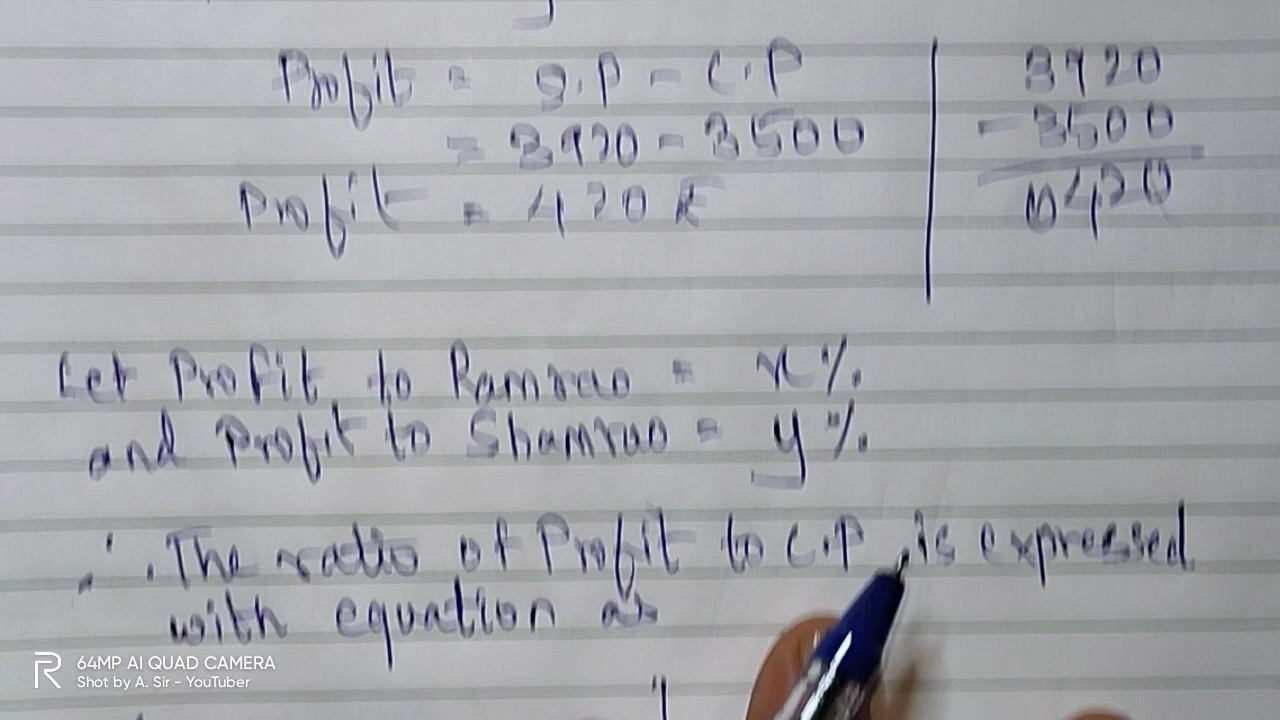 Profit = S.P - C.P
= 3920 - 3500
Profit = 420 ₹
3920
- 3500
0420
Let Profit to Ramrao = x%.
and Profit to Shamrao = y%.
∴ The ratio of Profit to C.P is expressed
with equation as
R 64MP AI QUAD CAMERA
Shot by A. Sir - YouTuber